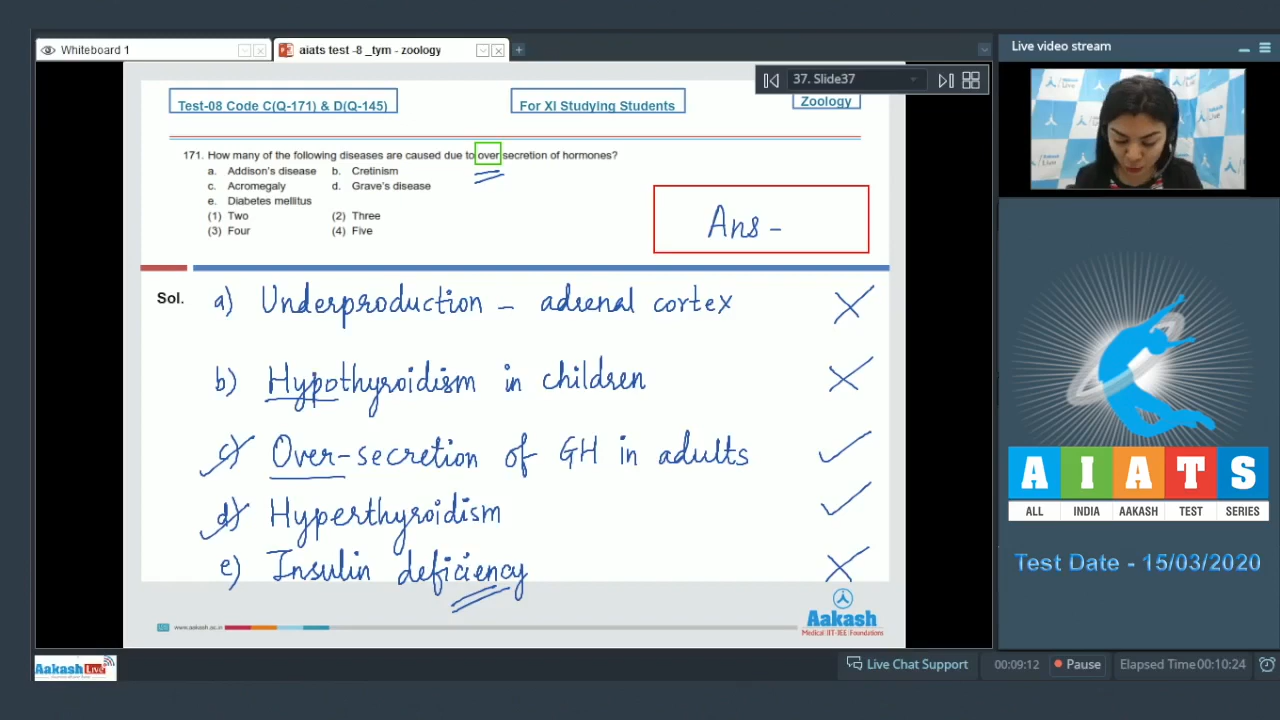 Whiteboard 1
aiats test -8 _tym - zoology
Live video stream
37. Slide37
Test-08 Code C(Q-171) & D(Q-145)
For XI Studying Students
Zoology
171. How many of the following diseases are caused due to over secretion of hormones?
a. Addison's disease b. Cretinism
c. Acromegaly d. Grave's disease
e. Diabetes mellitus
(1) Two (2) Three
(3) Four (4) Five
Ans -
Sol.
a) Underproduction - adrenal cortex
b) Hypothyroidism in children
c) Over-secretion of GH in adults
d) Hyperthyroidism
e) Insulin deficiency
www.aakash.ac.in
Aakash
Medical|IIT-JEE|Foundations
AIATS
ALL INDIA AAKASH TEST SERIES
Test Date - 15/03/2020
Aakash Live
Live Chat Support
00:09:12
Pause
Elapsed Time 00:10:24